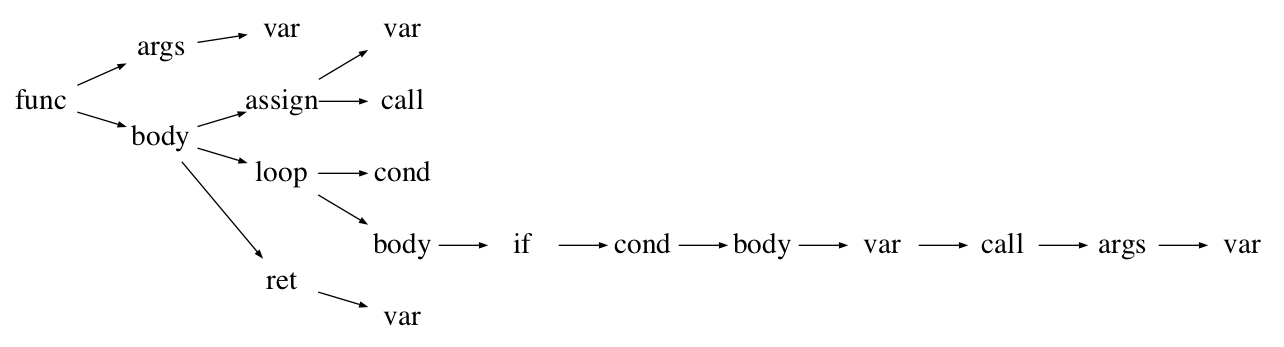 var var
args
func assign call
body
loop cond
body if cond body var call args var
ret
var